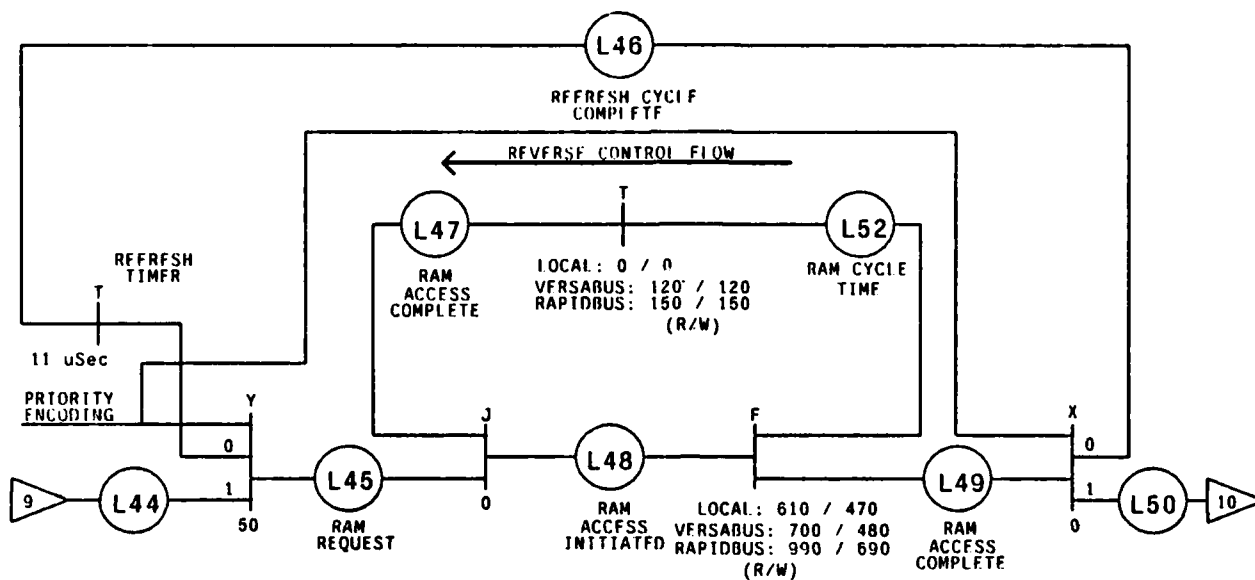 L46
REFRESH CYCLE
COMPLETE
REVERSE CONTROL FLOW
T
L47
L52
REFRESH
TIMER
T
RAM
ACCESS
COMPLETE
LOCAL: 0 / 0
VERSABUS: 120 / 120
RAPIDBUS: 150 / 150
(R/W)
RAM CYCLE
TIME
11 uSec
PRIORITY
ENCODING
Y
J
F
X
0
0
L48
9
L44
1
L45
L49
1
L50
10
50
0
0
RAM
REQUEST
RAM
ACCESS
INITIATED
LOCAL: 610 / 470
VERSABUS: 700 / 480
RAPIDBUS: 990 / 690
(R/W)
RAM
ACCESS
COMPLETE